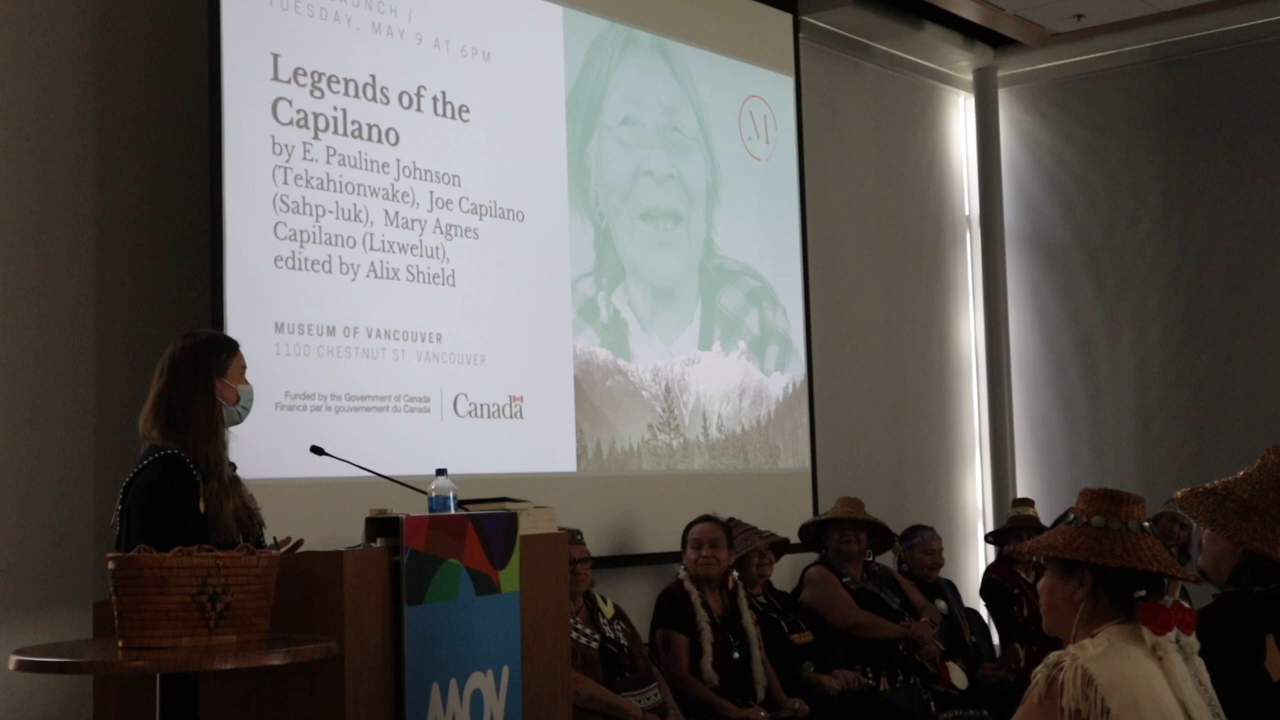 LAUNCH /
TUESDAY, MAY 9 AT 6PM
Legends of the
Capilano
by E. Pauline Johnson
(Tekahionwake), Joe Capilano
(Sahp-luk), Mary Agnes
Capilano (Lixwelut),
edited by Alix Shield
M
MUSEUM OF VANCOUVER
1100 CHESTNUT ST. VANCOUVER
Funded by the Government of Canada
Financé par le gouvernement du Canada
Canada
MOV